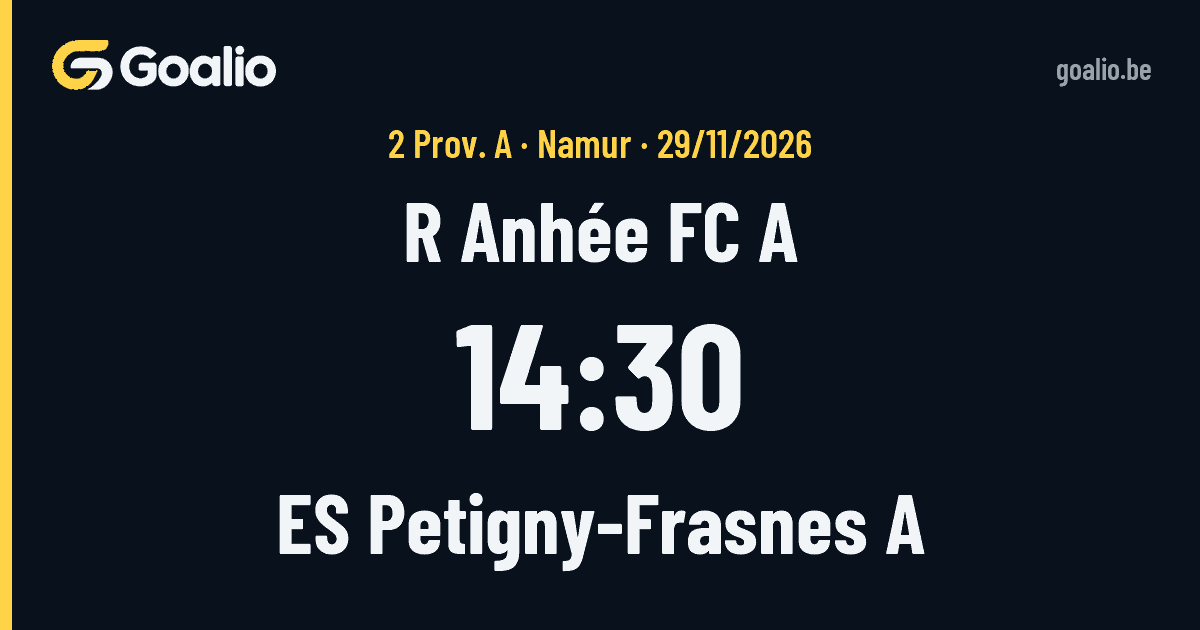 Goalio
goalio.be
2 Prov. A · Namur · 29/11/2026
R Anhée FC A
14:30
ES Petigny-Frasnes A